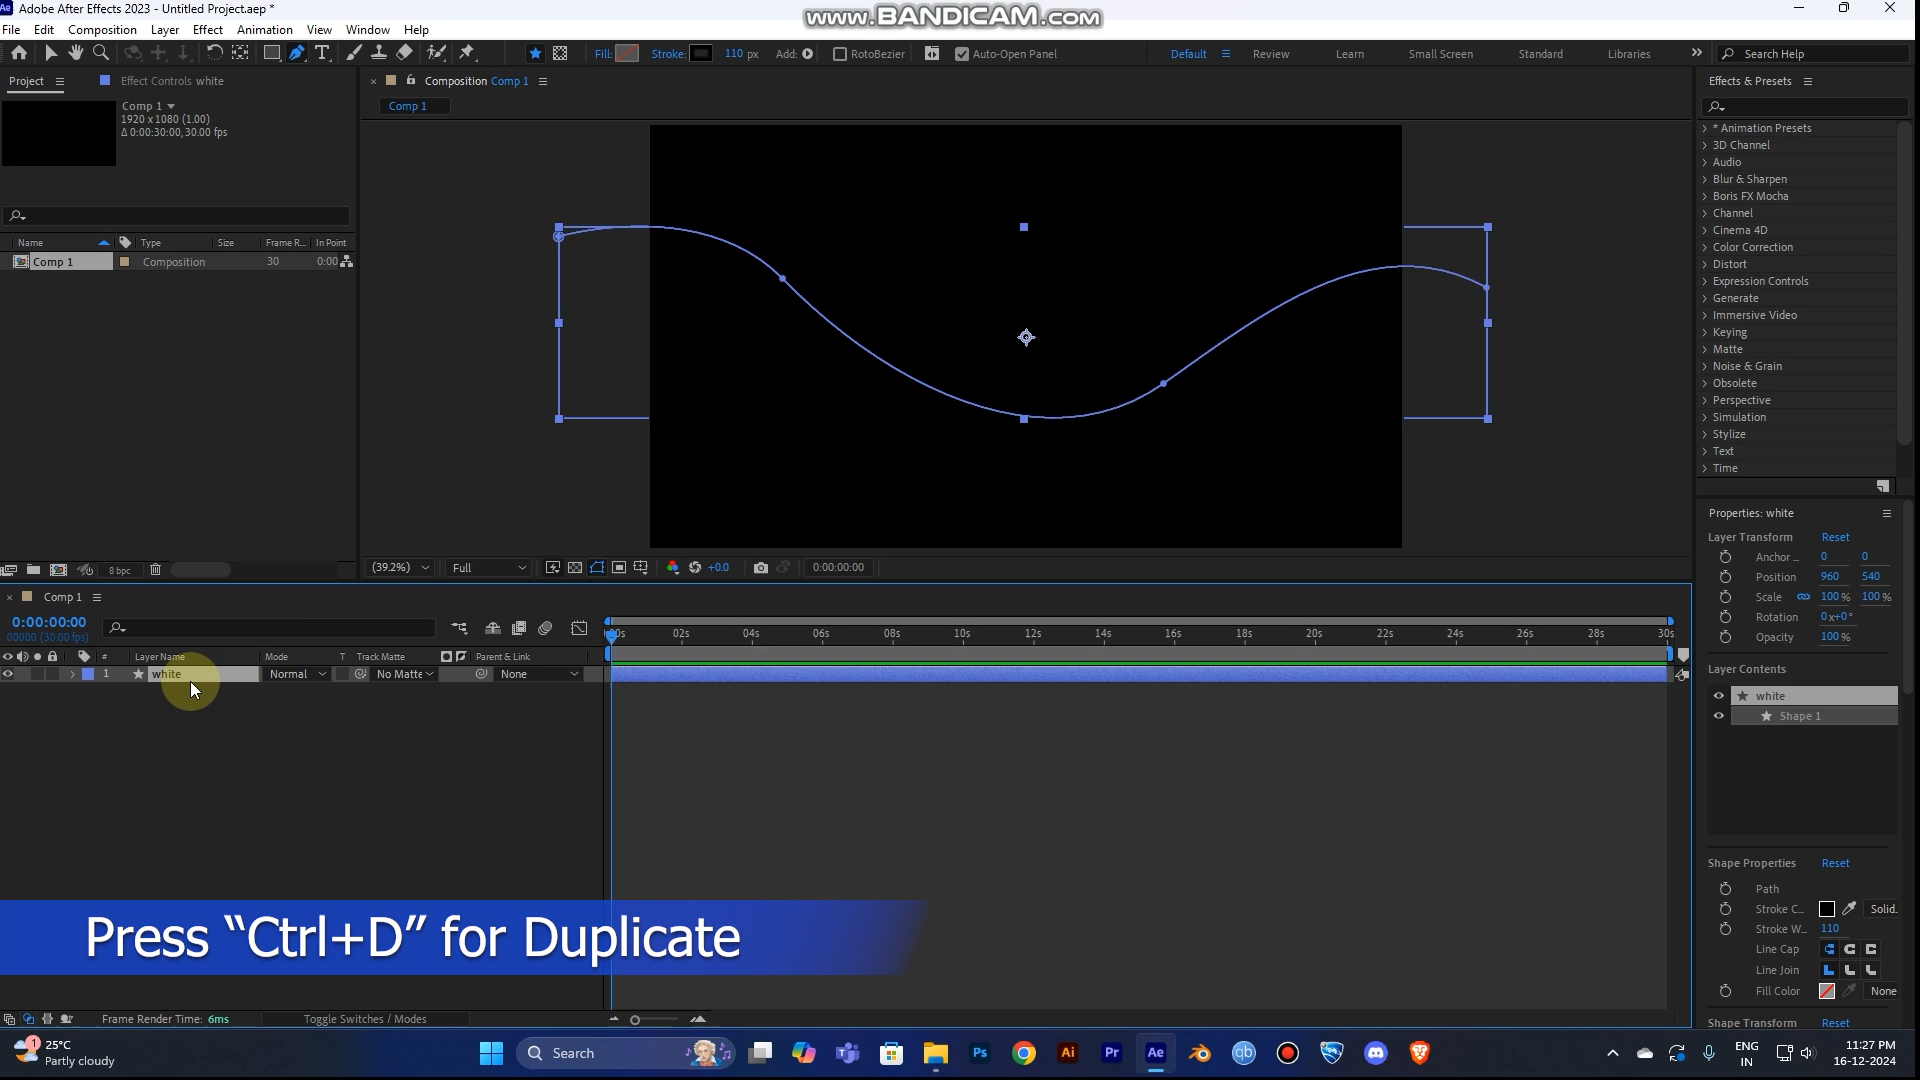 Adobe After Effects 2023 - Untitled Project.aep *
www.BANDICAM.com
File Edit Composition Layer Effect Animation View Window Help
Fill: Stroke: 110 px Add: RotoBezier Auto-Open Panel Default Review Learn Small Screen Standard Libraries Search Help
Project Effect Controls white
Composition Comp 1
Effects & Presets
Comp 1
1920 x 1080 (1.00)
Δ 0:00:30:00, 30.00 fps
Comp 1
* Animation Presets
3D Channel
Audio
Blur & Sharpen
Boris FX Mocha
Channel
Cinema 4D
Color Correction
Distort
Expression Controls
Generate
Immersive Video
Keying
Matte
Noise & Grain
Obsolete
Perspective
Simulation
Stylize
Text
Time
Name Type Size Frame R... In Point
Comp 1 Composition 30 0:00
8 bpc
(39.2%) Full +0.0 0:00:00:00
Properties: white
Layer Transform Reset
Anchor ... 0 0
Position 960 540
Scale 100 % 100 %
Rotation 0x+0°
Opacity 100 %
Layer Contents
white
Shape 1
Shape Properties Reset
Path
Stroke C... Solid
Stroke W... 110
Line Cap
Line Join
Fill Color None
Shape Transform Reset
Comp 1
0:00:00:00
00000 (30.00 fps)
00s 02s 04s 06s 08s 10s 12s 14s 16s 18s 20s 22s 24s 26s 28s 30s
# Layer Name Mode T Track Matte Parent & Link
1 white Normal No Matte None
Press “Ctrl+D” for Duplicate
Frame Render Time: 6ms Toggle Switches / Modes
1
25°C
Partly cloudy
Search
Ps Ai Pr Ae qb
ENG
IN
11:27 PM
16-12-2024